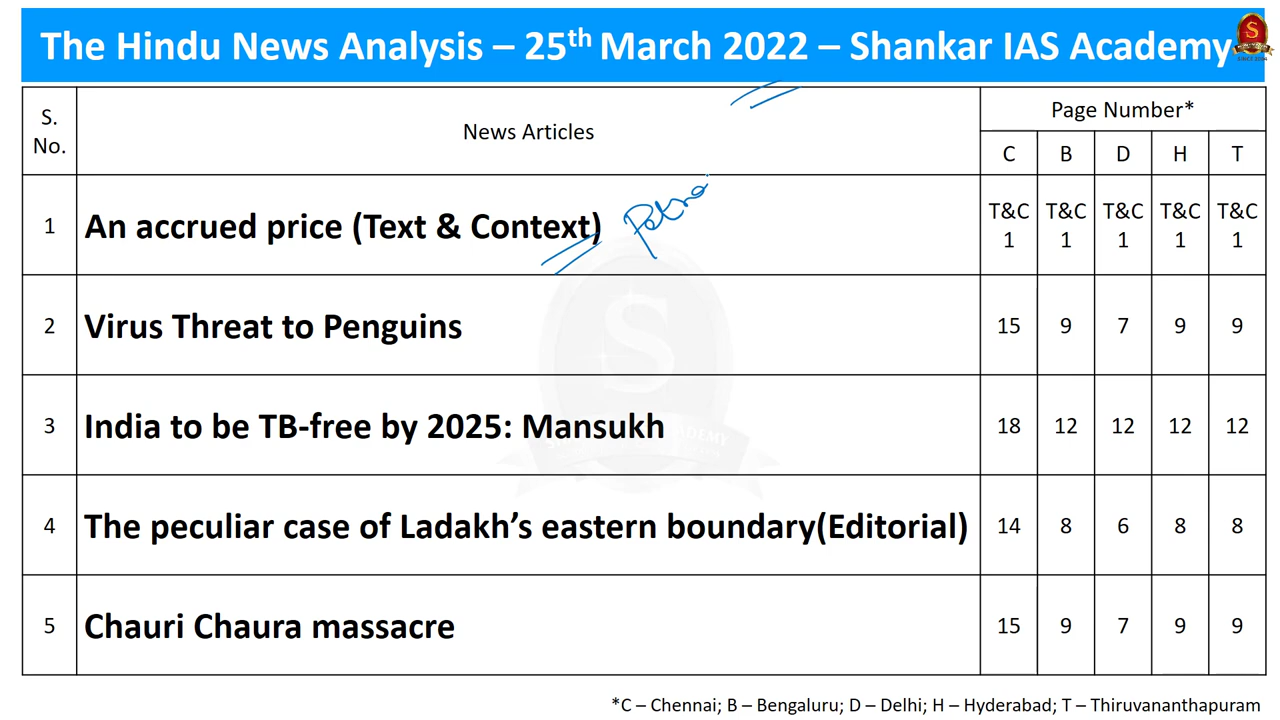 The Hindu News Analysis – 25th March 2022 – Shankar IAS Academy
S. No.
News Articles
Page Number*
C B D H T
1 An accrued price (Text & Context) T&C 1 T&C 1 T&C 1 T&C 1 T&C 1
2 Virus Threat to Penguins 15 9 7 9 9
3 India to be TB-free by 2025: Mansukh 18 12 12 12 12
4 The peculiar case of Ladakh’s eastern boundary(Editorial) 14 8 6 8 8
5 Chauri Chaura massacre 15 9 7 9 9
*C – Chennai; B – Bengaluru; D – Delhi; H – Hyderabad; T – Thiruvananthapuram